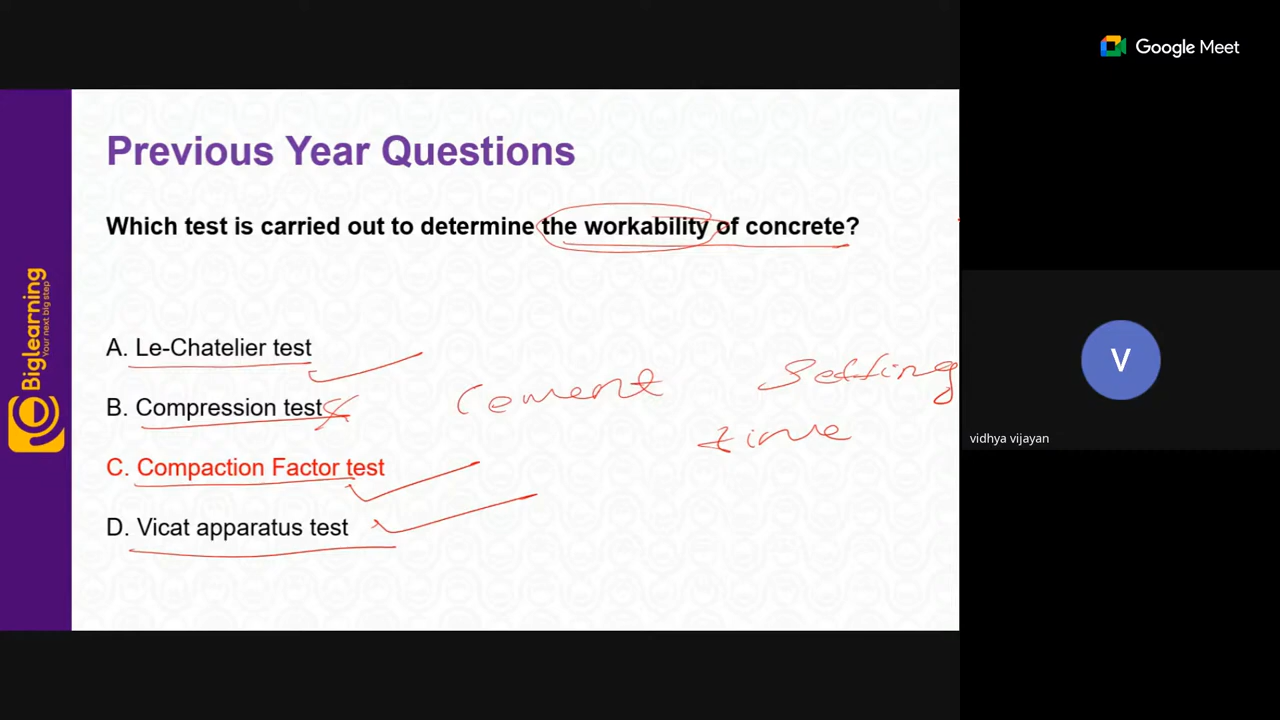 Google Meet
Previous Year Questions
Which test is carried out to determine the workability of concrete?
A. Le-Chatelier test
B. Compression test
Cement
Setting
time
C. Compaction Factor test
D. Vicat apparatus test
Biglearning
Your next big step
V
vidhya vijayan